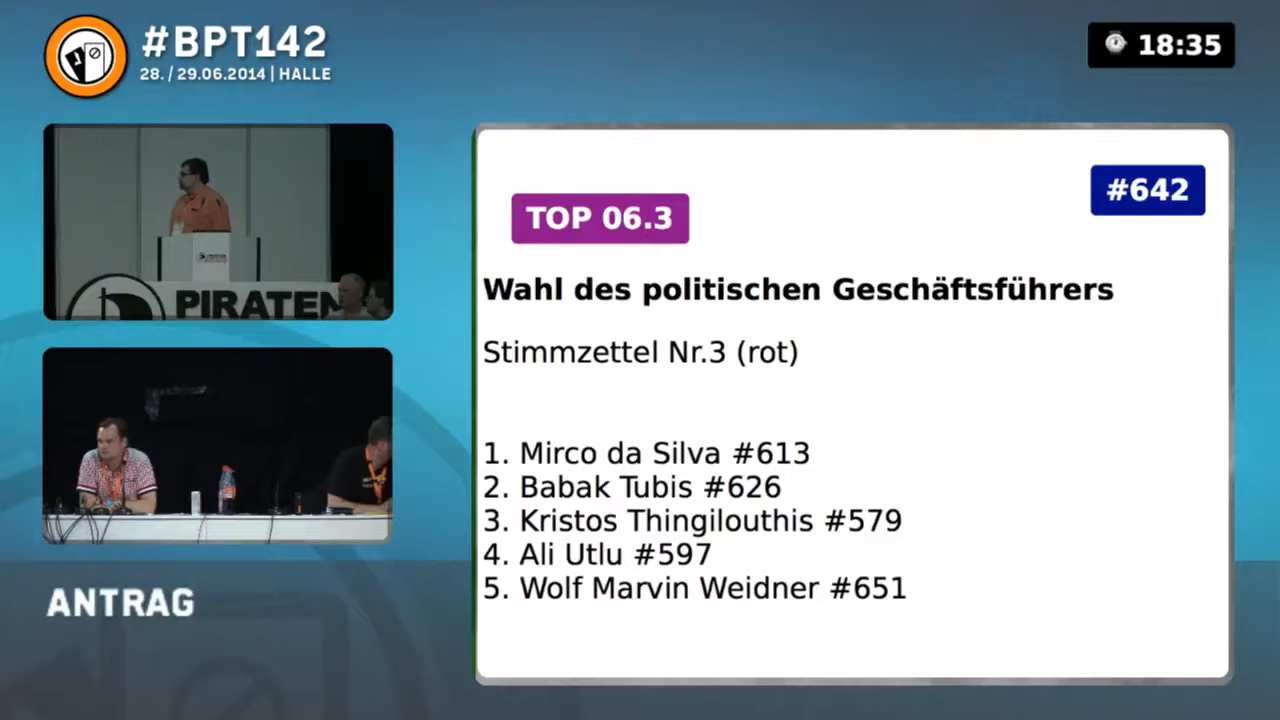 #BPT142
28. / 29.06.2014 | HALLE
18:35
#642
TOP 06.3
Wahl des politischen Geschäftsführers
Stimmzettel Nr.3 (rot)
1. Mirco da Silva #613
2. Babak Tubis #626
3. Kristos Thingilouthis #579
4. Ali Utlu #597
5. Wolf Marvin Weidner #651
PIRATEN
ANTRAG